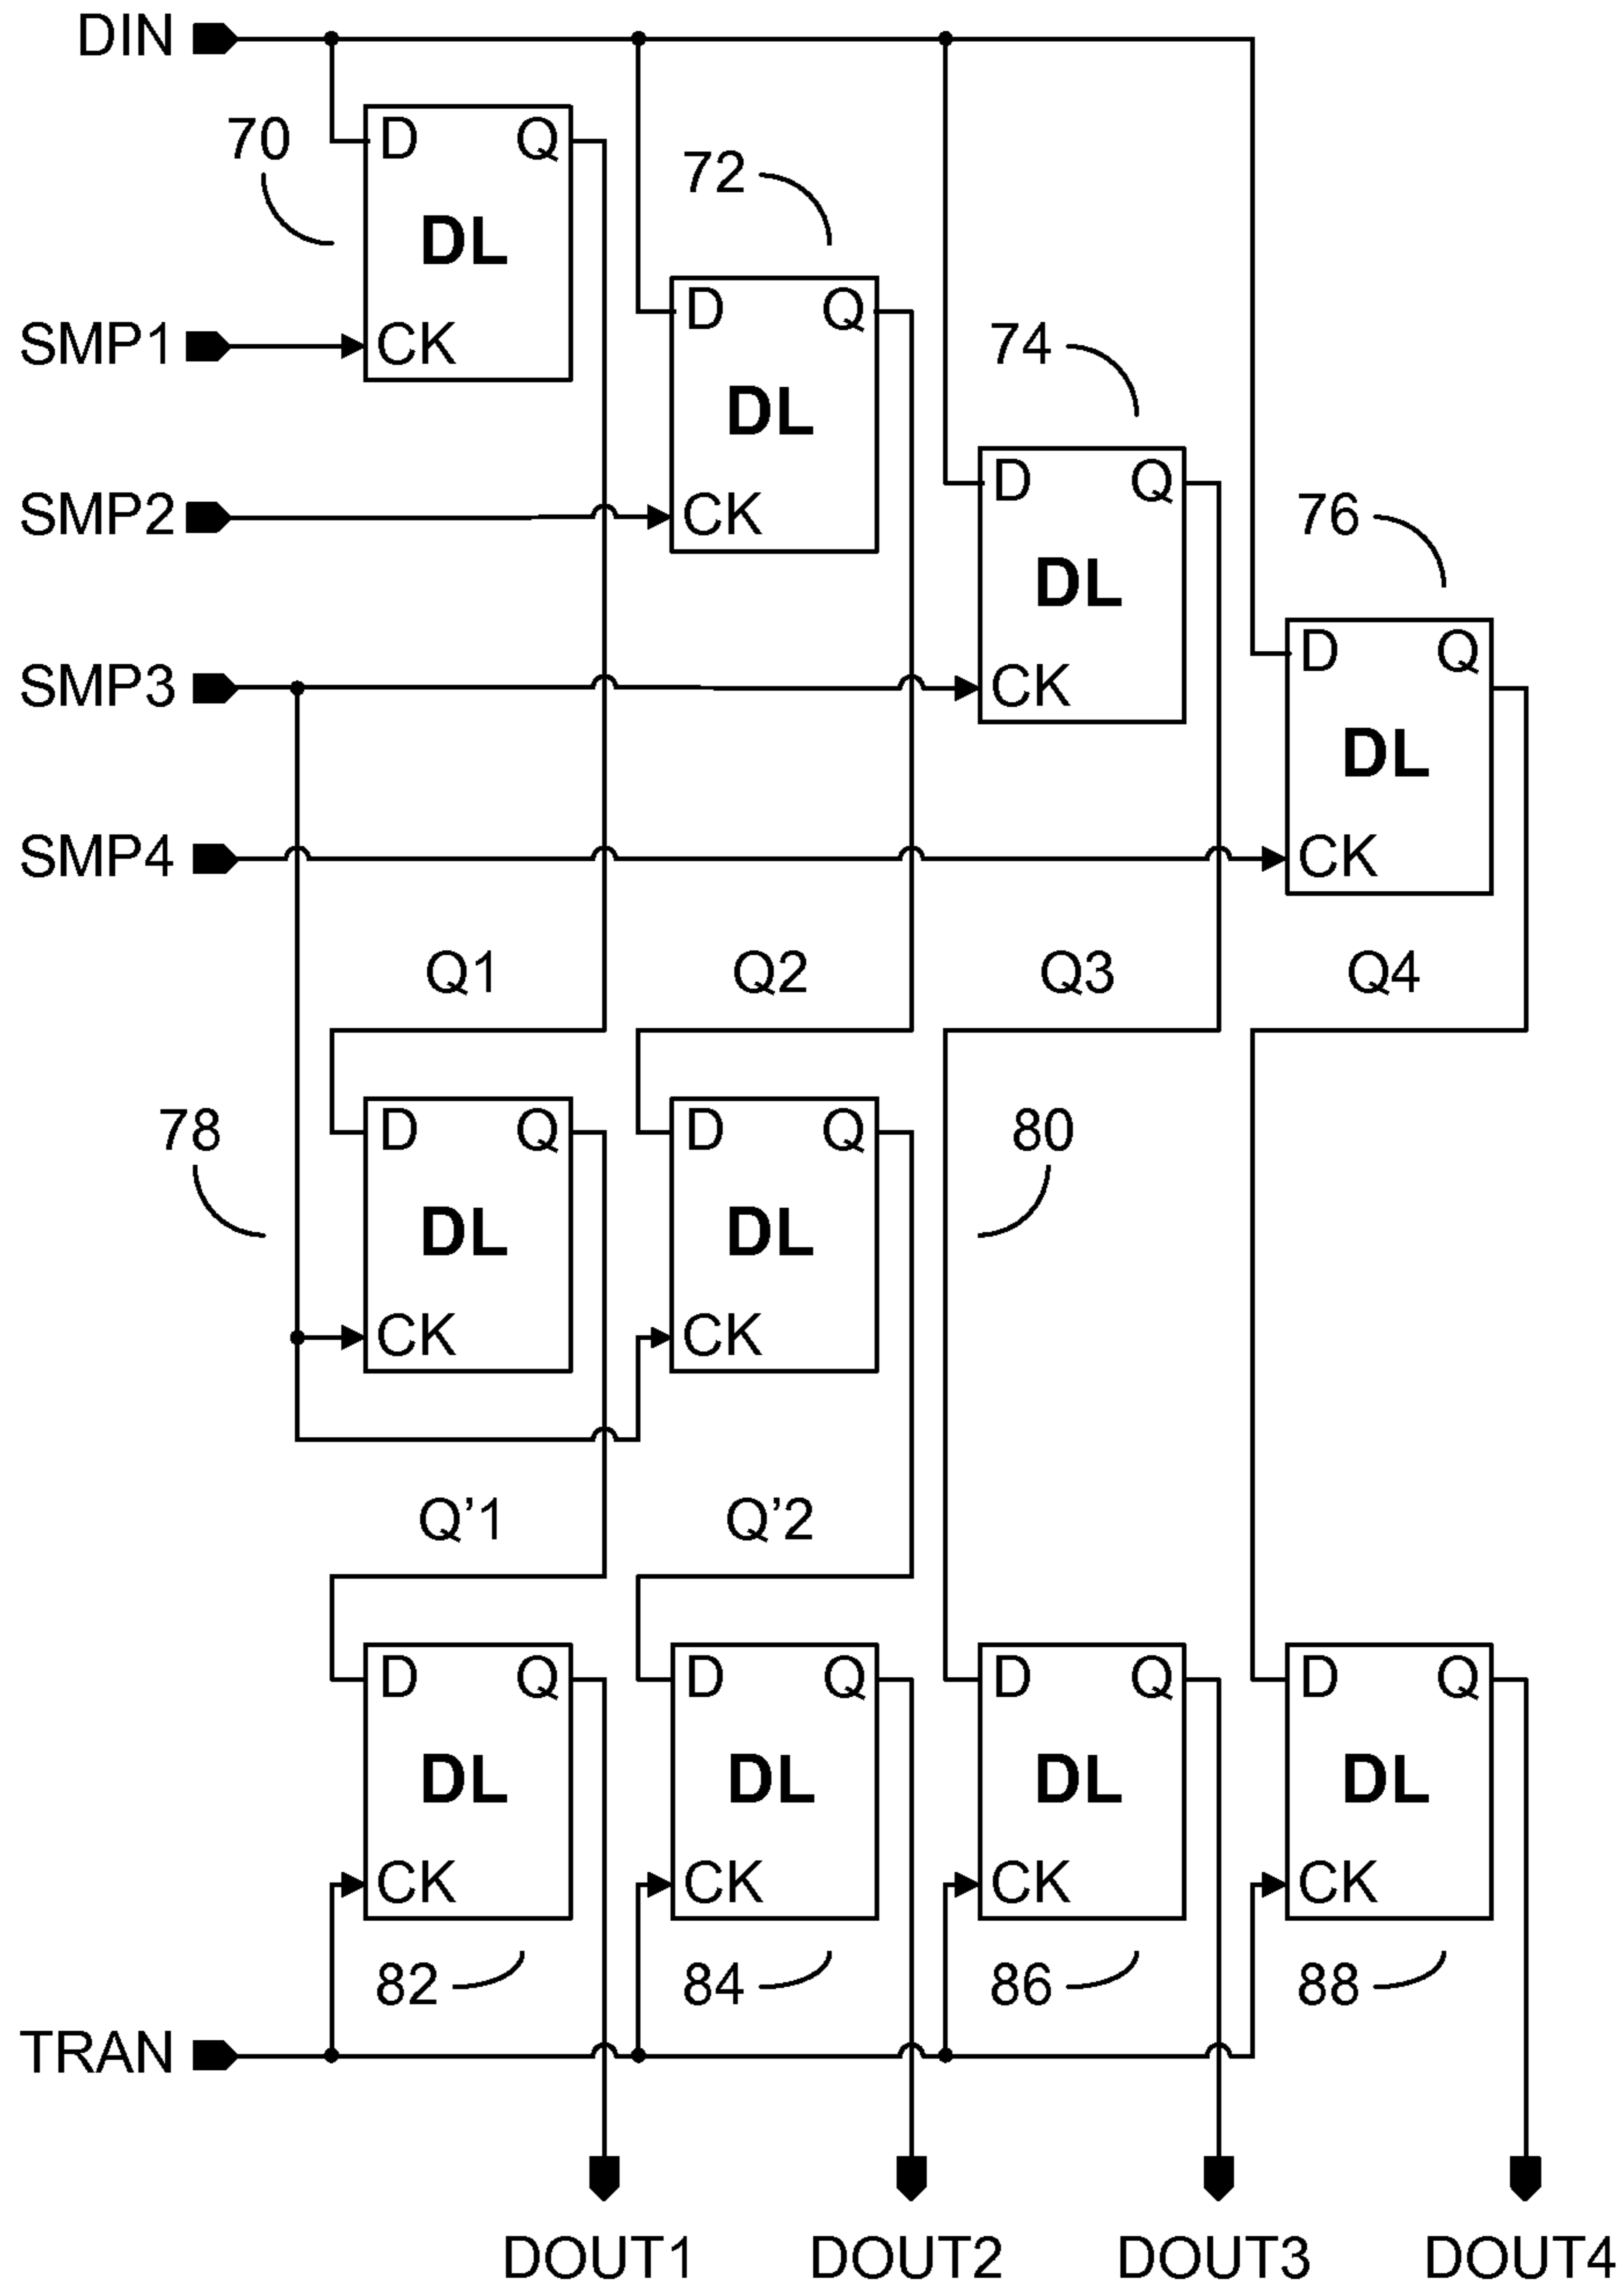 DIN
70
D Q
DL
SMP1
CK
72
D Q
DL
SMP2
CK
74
D Q
DL
SMP3
CK
76
D Q
DL
SMP4
CK
Q1 Q2 Q3 Q4
78
D Q
DL
CK
D Q
DL
CK
80
Q'1 Q'2
D Q D Q D Q D Q
DL DL DL DL
CK CK CK CK
82 84 86 88
TRAN
DOUT1 DOUT2 DOUT3 DOUT4